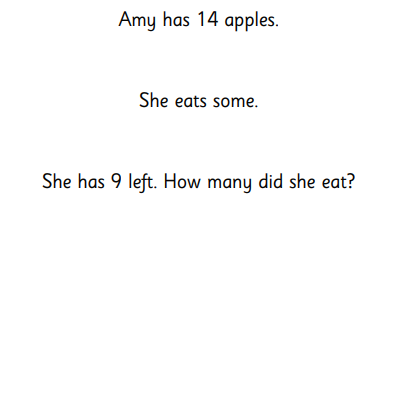 Amy has 14 apples.
She eats some.
She has 9 left. How many did she eat?